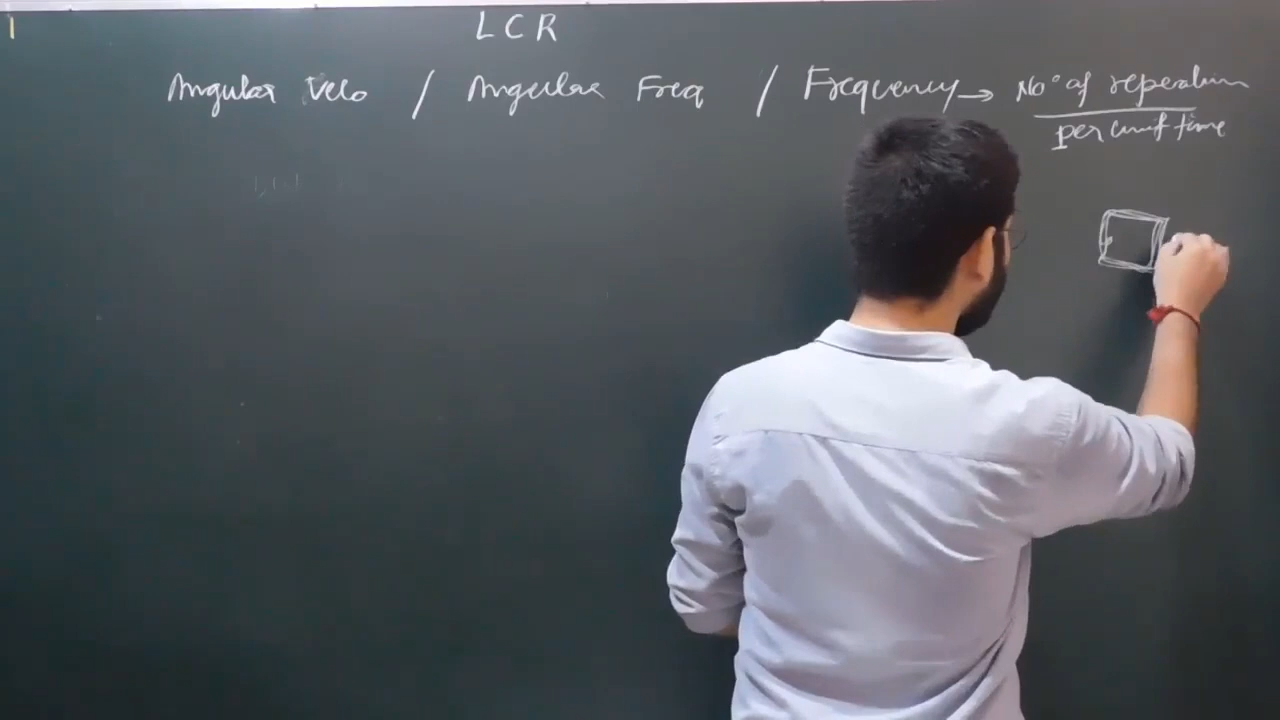 LCR
Angular Velo / Angular Freq / Frequency → No° of repeation
per unit time